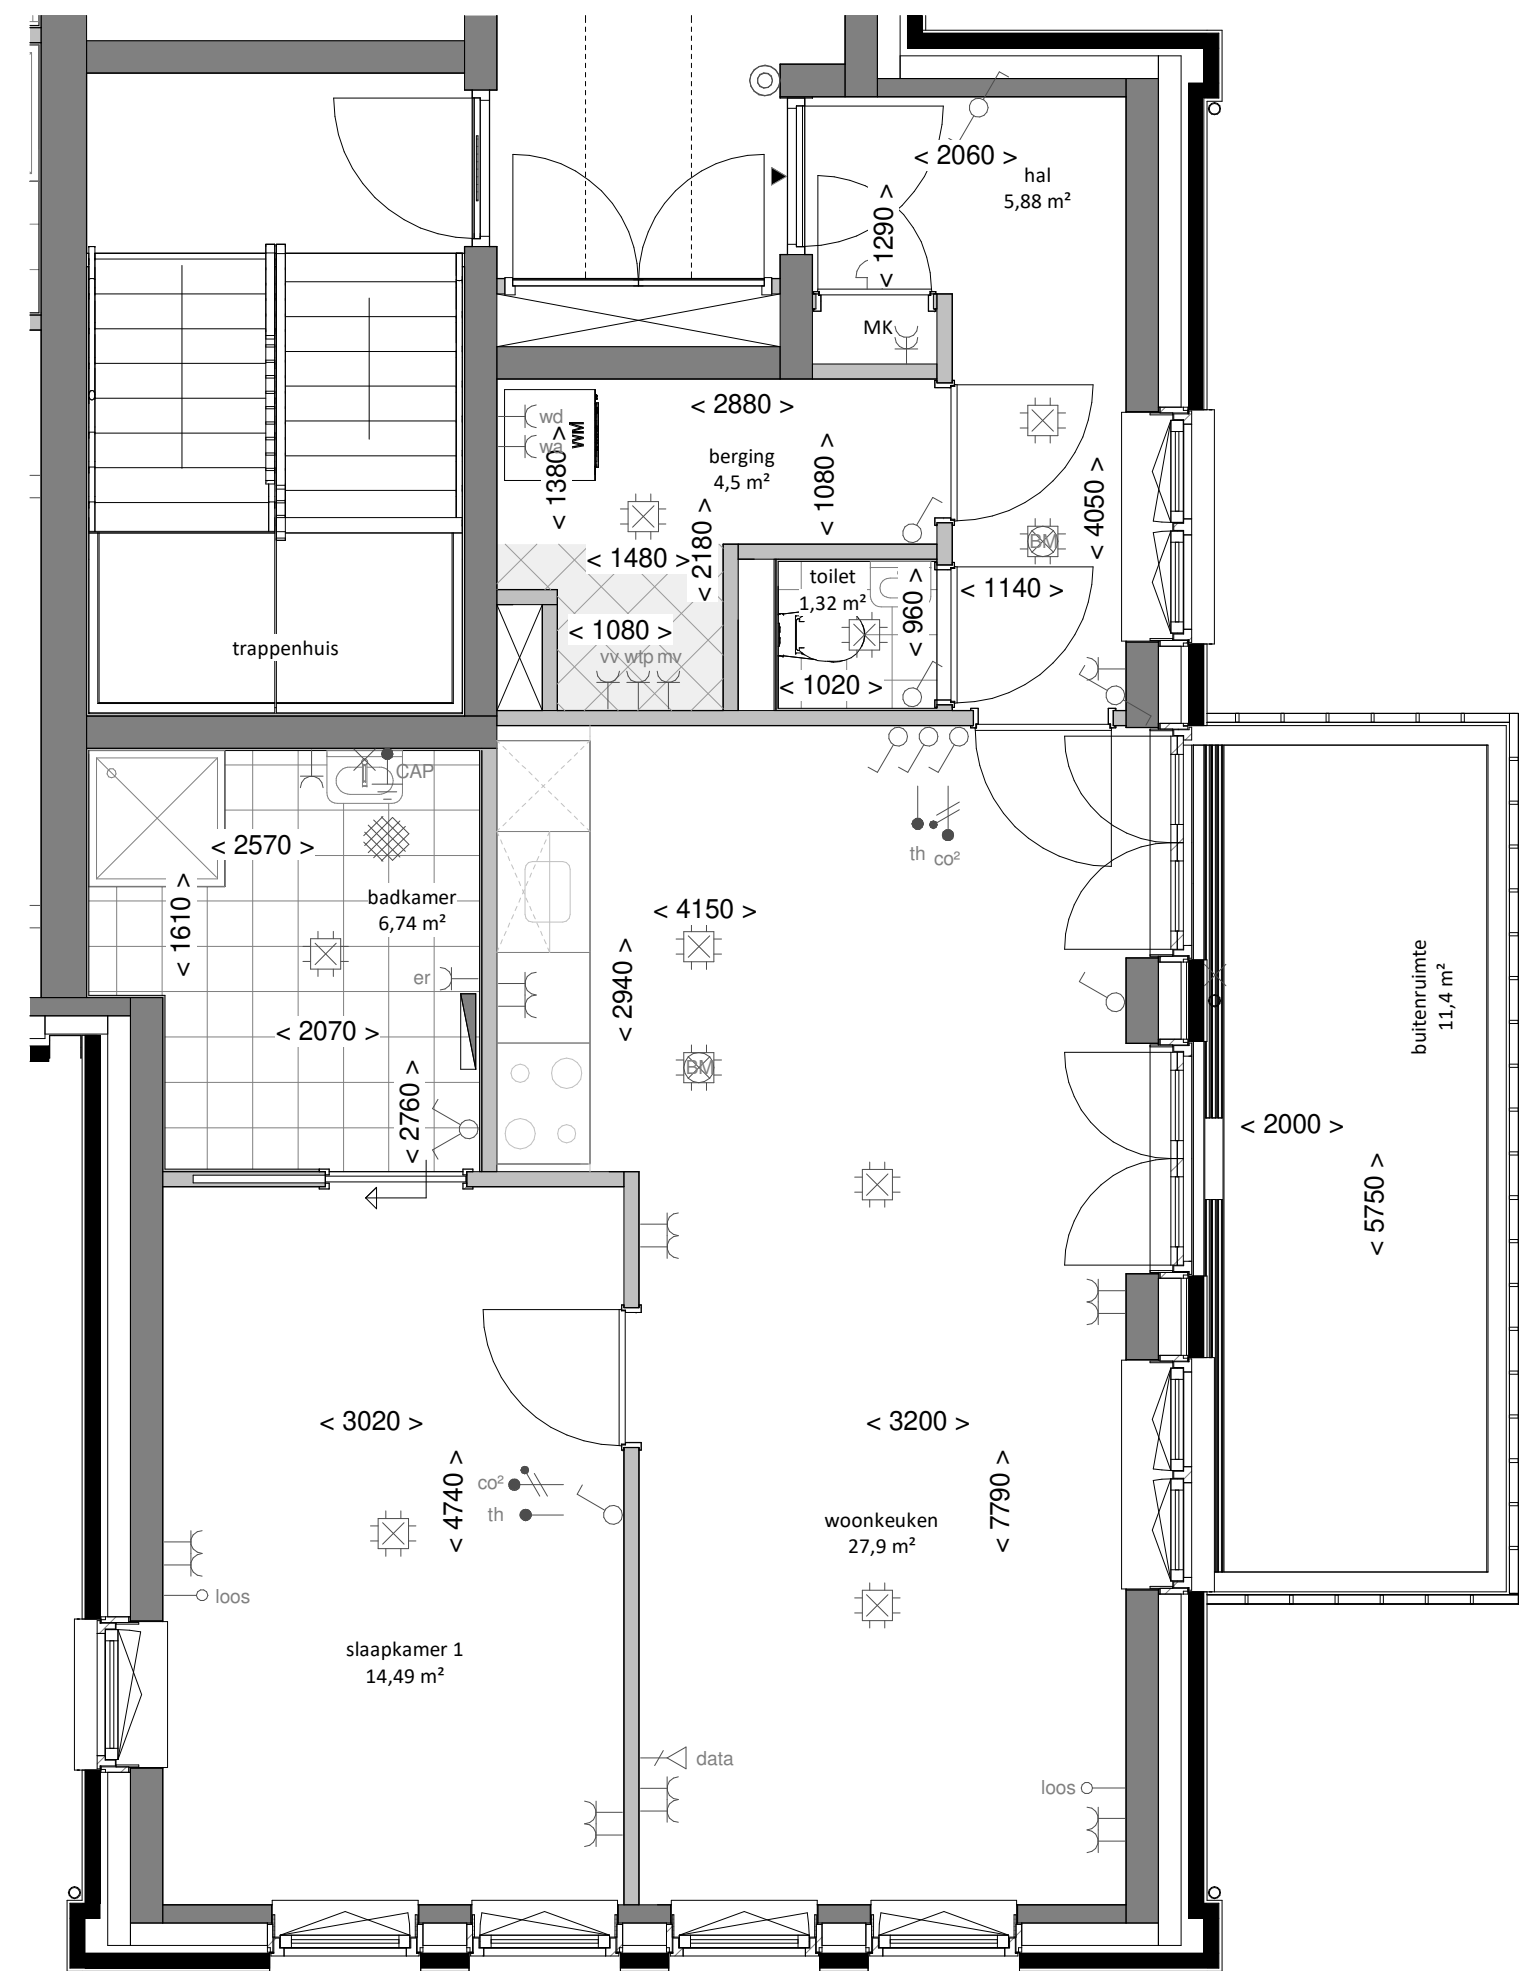 < 2060 >
hal
5,88 m²
< 1290 >
MK
< 2880 >
wd
wa
WM
< 1380 >
berging
4,5 m²
< 1080 >
< 4050 >
< 2180 >
< 1480 >
BM
toilet
1,32 m²
< 960 >
< 1140 >
< 1080 >
vv wtp mv
< 1020 >
trappenhuis
CAP
< 2570 >
th co²
badkamer
6,74 m²
< 1610 >
< 4150 >
< 2940 >
er
< 2070 >
BM
< 2760 >
buitenruimte
11,4 m²
< 2000 >
< 5750 >
< 3020 >
< 3200 >
< 4740 >
co²
th
< 7790 >
woonkeuken
27,9 m²
loos
slaapkamer 1
14,49 m²
data
loos